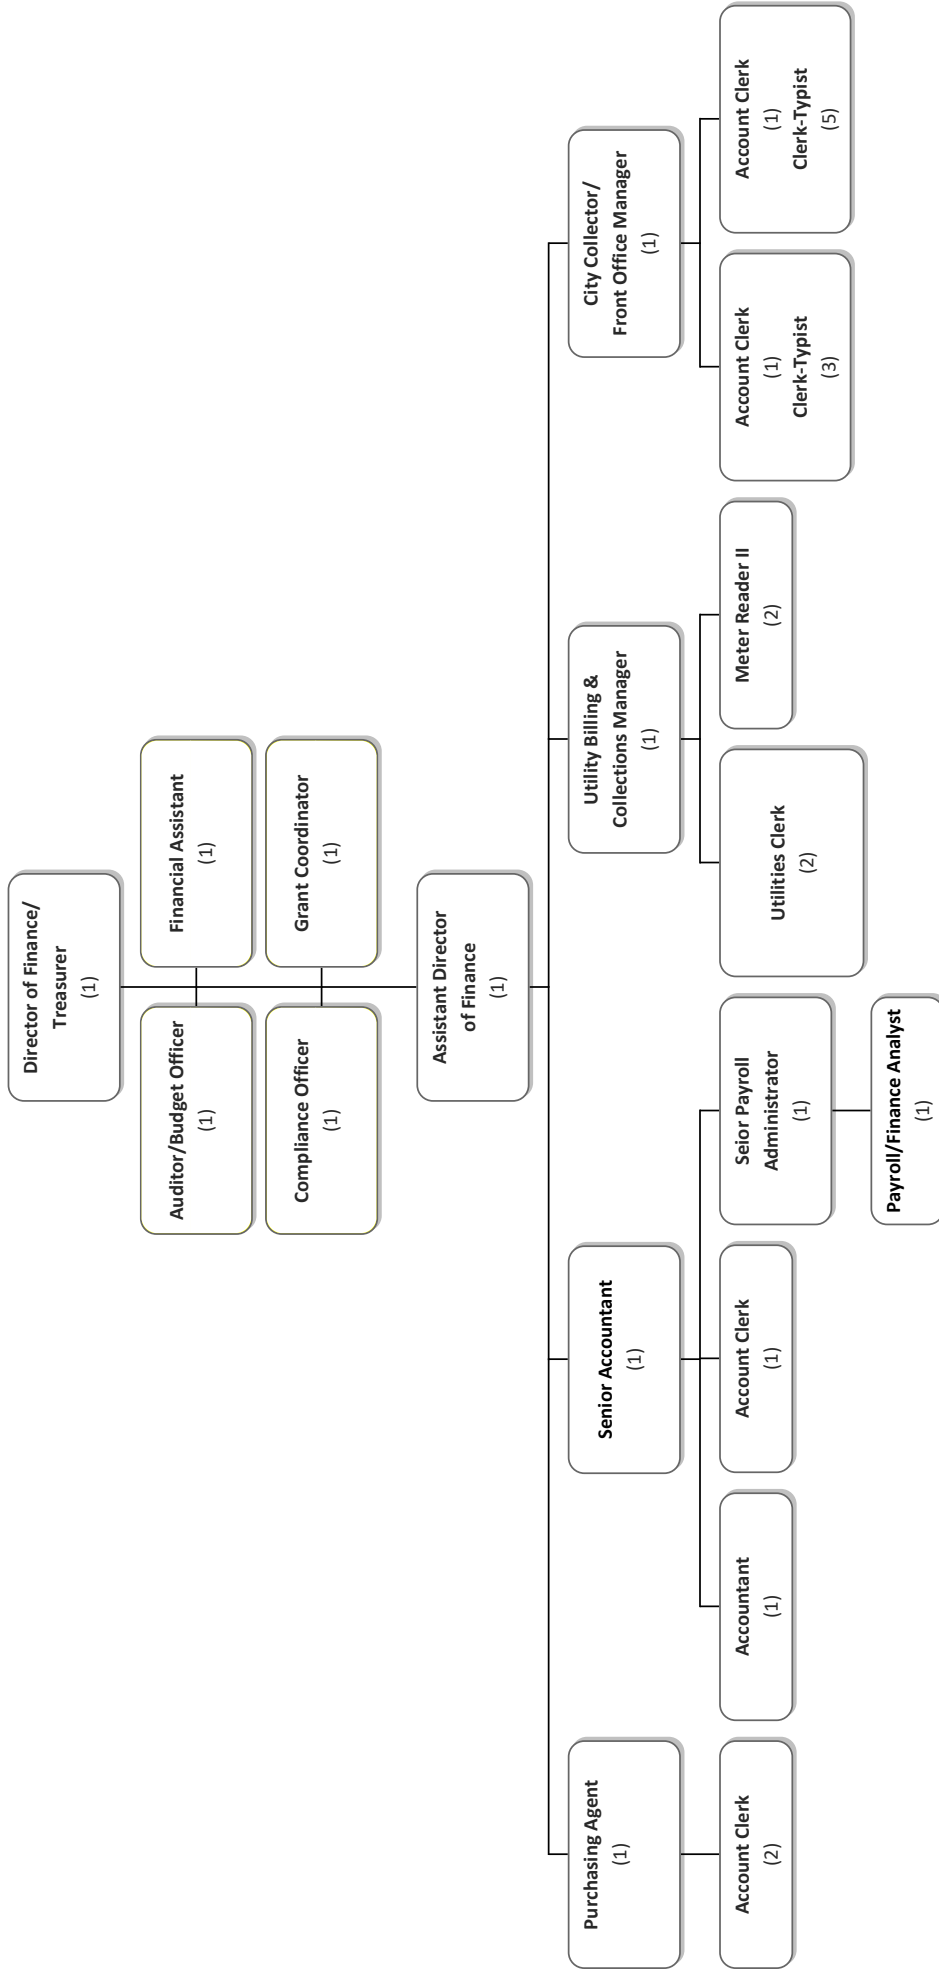 Director of Finance/
Treasurer
(1)
Auditor/Budget Officer
(1)
Financial Assistant
(1)
Compliance Officer
(1)
Grant Coordinator
(1)
Assistant Director
of Finance
(1)
Purchasing Agent
(1)
Senior Accountant
(1)
Utility Billing &
Collections Manager
(1)
City Collector/
Front Office Manager
(1)
Account Clerk
(2)
Accountant
(1)
Account Clerk
(1)
Seior Payroll
Administrator
(1)
Utilities Clerk
(2)
Meter Reader II
(2)
Account Clerk
(1)
Clerk-Typist
(3)
Account Clerk
(1)
Clerk-Typist
(5)
Payroll/Finance Analyst
(1)